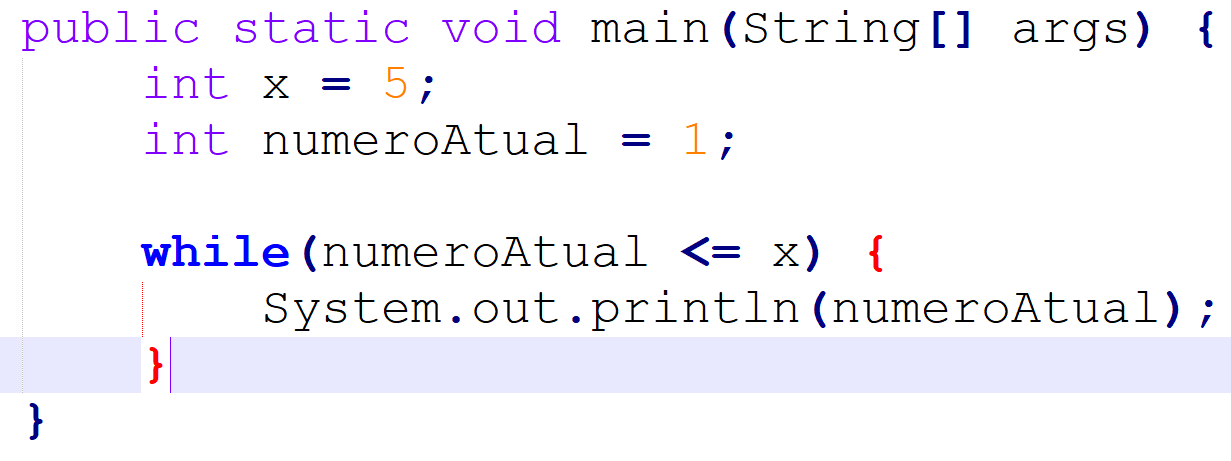 public static void main(String[] args) {
int x = 5;
int numeroAtual = 1;
while(numeroAtual <= x) {
System.out.println(numeroAtual);
}
}